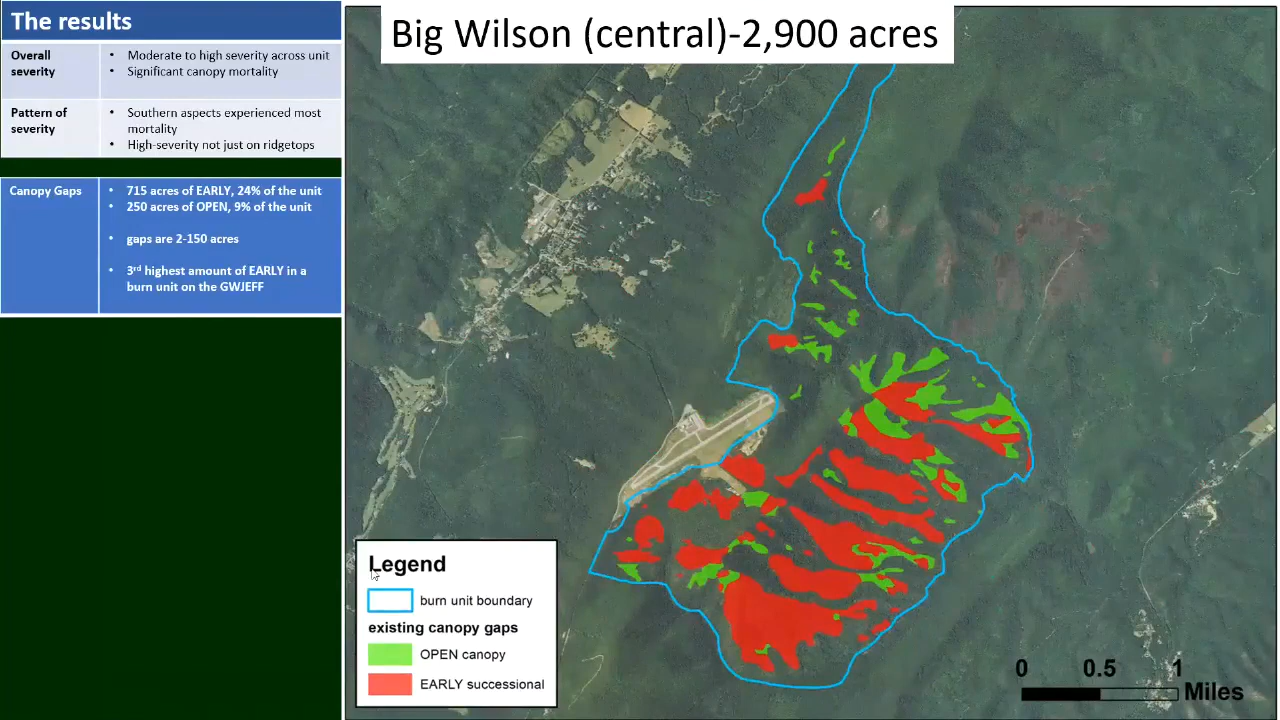 The results
Big Wilson (central)-2,900 acres
Overall
severity
• Moderate to high severity across unit
• Significant canopy mortality
Pattern of
severity
• Southern aspects experienced most
mortality
• High-severity not just on ridgetops
Canopy Gaps
• 715 acres of EARLY, 24% of the unit
• 250 acres of OPEN, 9% of the unit
• gaps are 2-150 acres
• 3rd highest amount of EARLY in a
burn unit on the GWJEFF
Legend
burn unit boundary
existing canopy gaps
OPEN canopy
EARLY successional
0 0.5 1
Miles